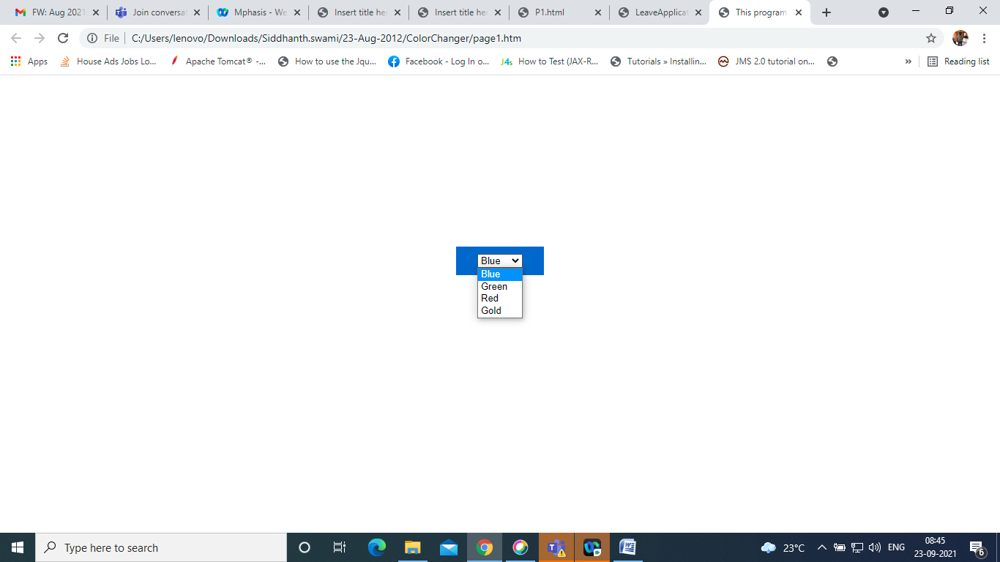 FW: Aug 2021
Join conversa
Mphasis - We
Insert title her
Insert title her
P1.html
LeaveApplicat
This program
File
C:/Users/lenovo/Downloads/Siddhanth.swami/23-Aug-2012/ColorChanger/page1.htm
Apps
House Ads Jobs Lo...
Apache Tomcat® -...
How to use the Jqu...
Facebook - Log In o...
J4s
How to Test (JAX-R...
Tutorials » Installin...
JMS 2.0 tutorial on...
»
Reading list
Blue
Blue
Green
Red
Gold
Type here to search
23°C
ENG
08:45
23-09-2021
6